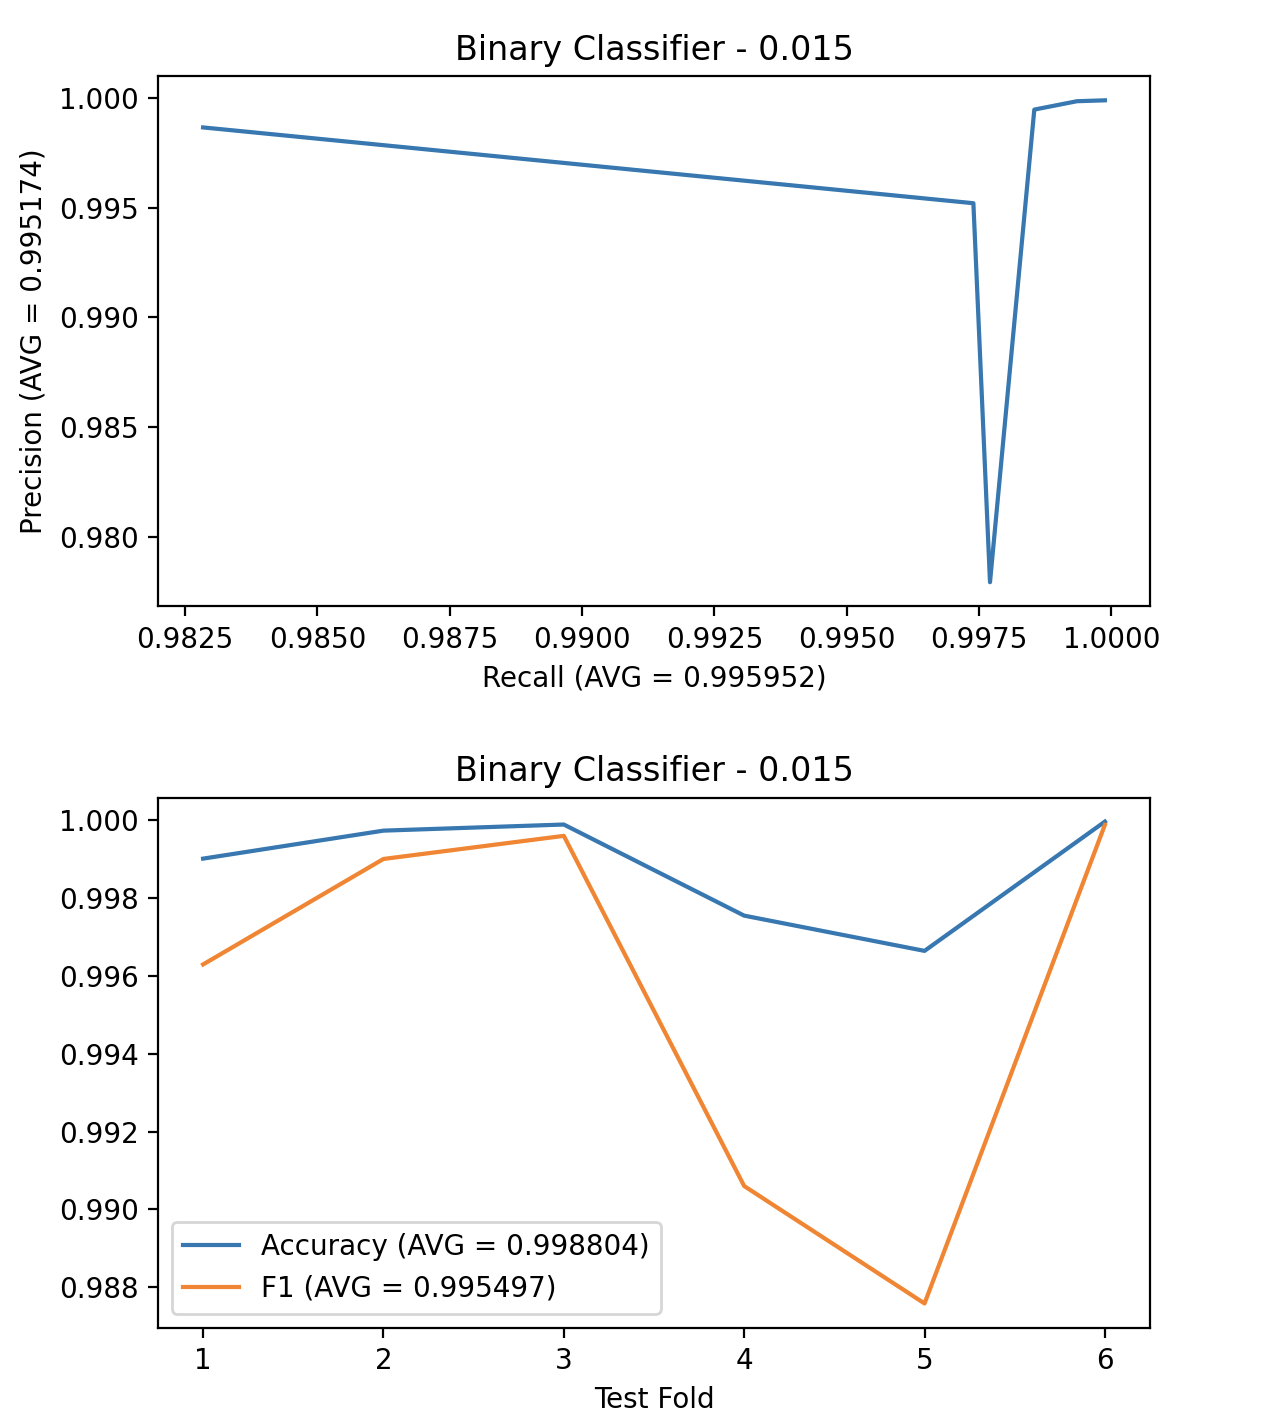 Binary Classifier - 0.015
1.000
0.995
0.990
0.985
0.980
Precision (AVG = 0.995174)
0.9825 0.9850 0.9875 0.9900 0.9925 0.9950 0.9975 1.0000
Recall (AVG = 0.995952)
Binary Classifier - 0.015
1.000
0.998
0.996
0.994
0.992
0.990
0.988
Accuracy (AVG = 0.998804)
F1 (AVG = 0.995497)
1 2 3 4 5 6
Test Fold